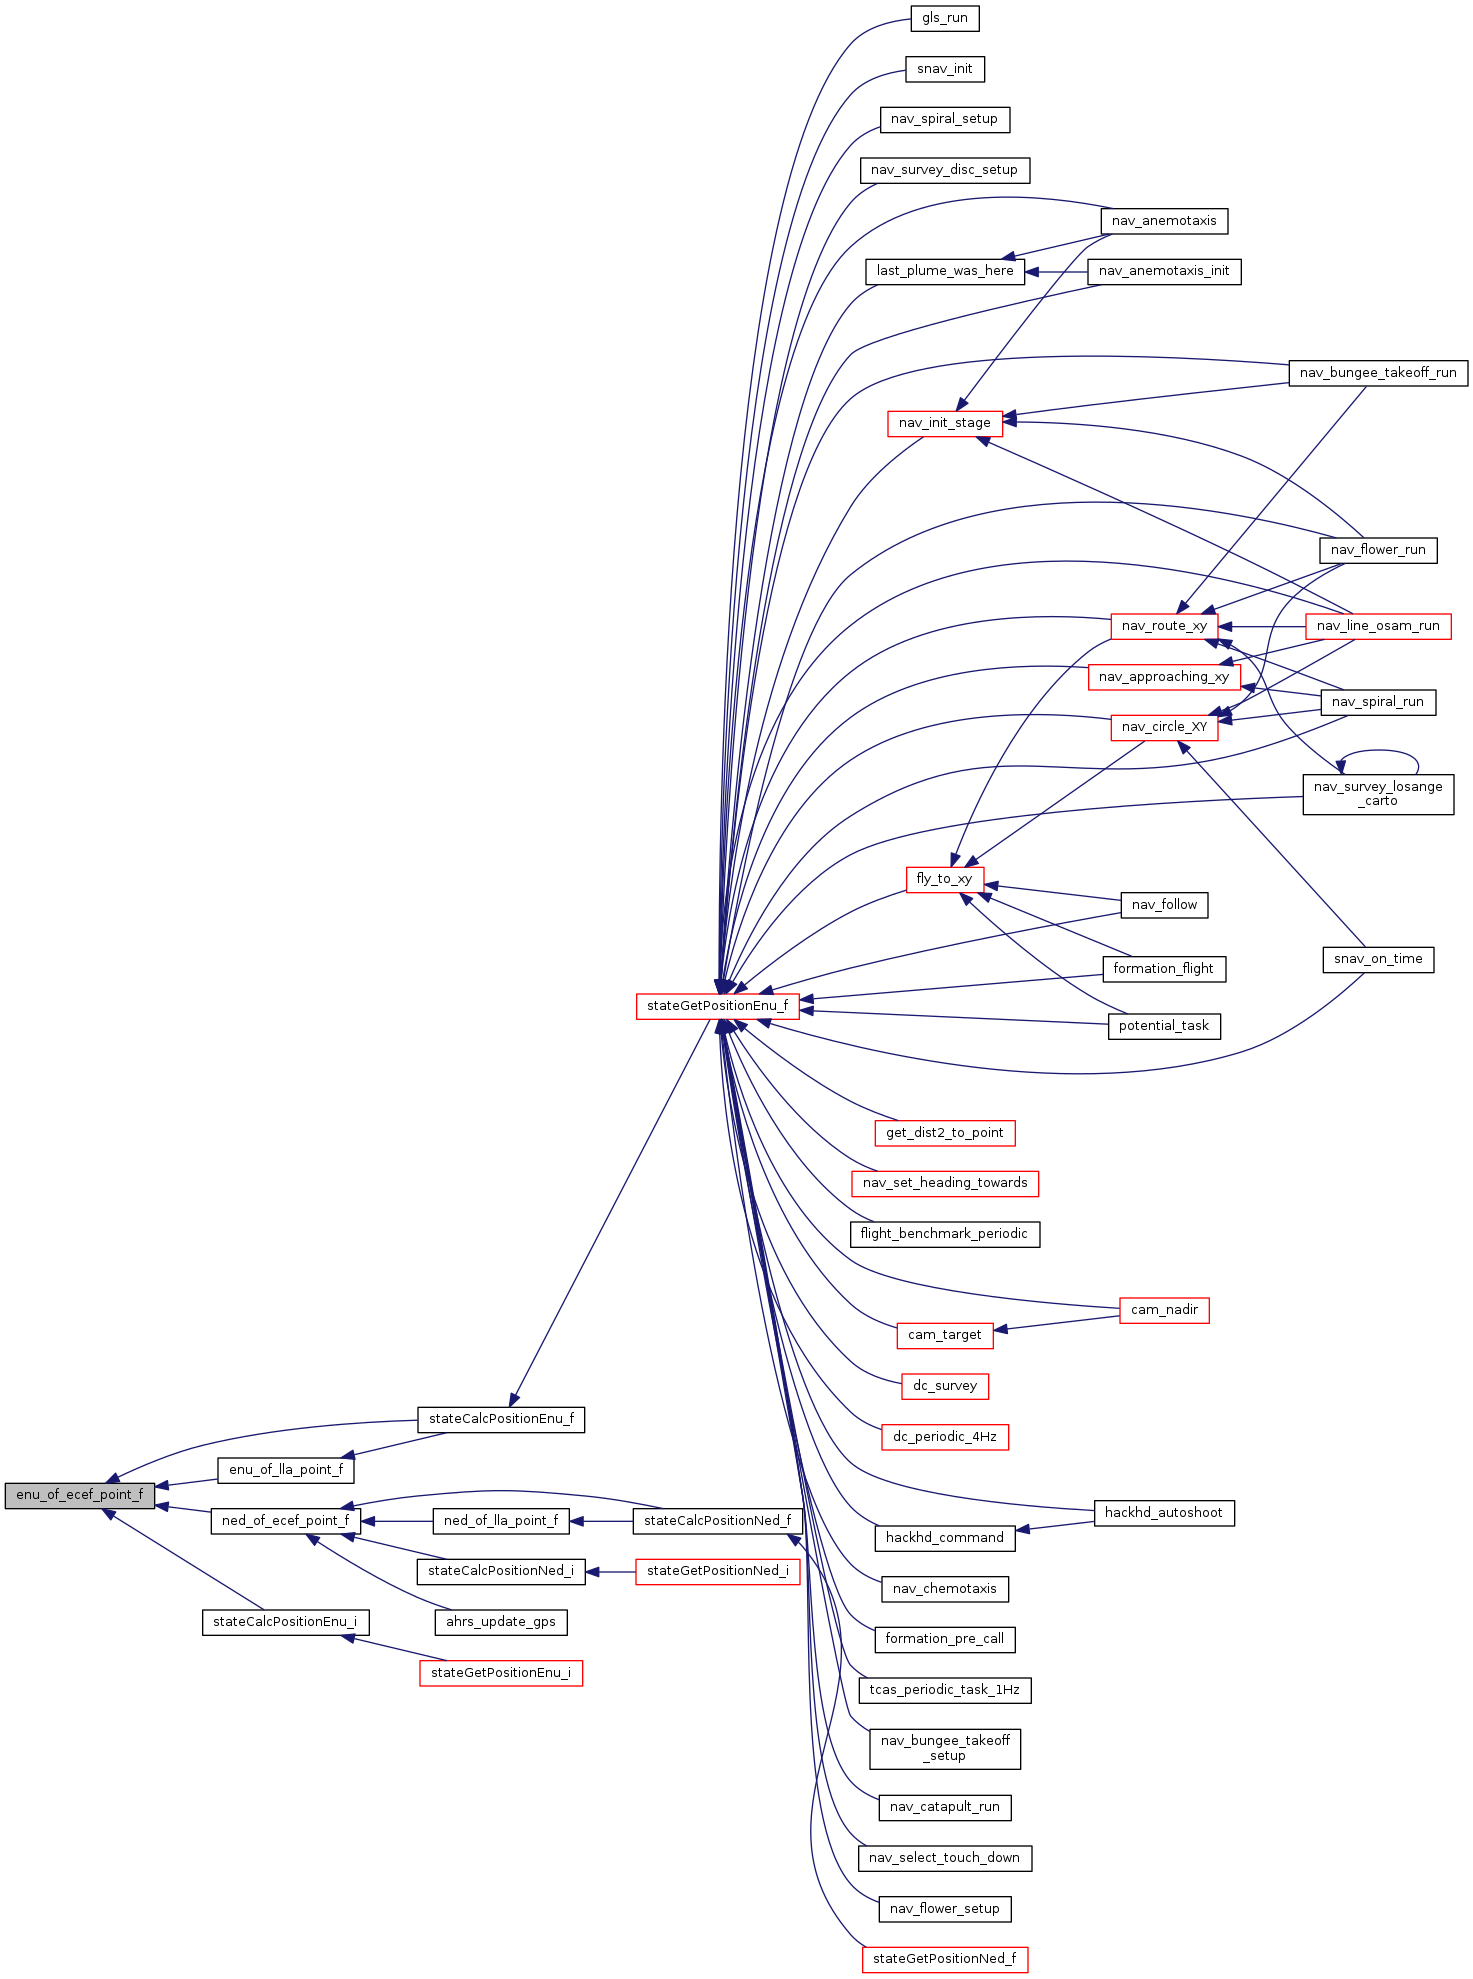 gls_run
snav_init
nav_spiral_setup
nav_survey_disc_setup
nav_anemotaxis
last_plume_was_here
nav_anemotaxis_init
nav_bungee_takeoff_run
nav_init_stage
nav_flower_run
nav_route_xy
nav_line_osam_run
nav_approaching_xy
nav_spiral_run
nav_circle_XY
nav_survey_losange
_carto
fly_to_xy
nav_follow
snav_on_time
formation_flight
stateGetPositionEnu_f
potential_task
get_dist2_to_point
nav_set_heading_towards
flight_benchmark_periodic
cam_nadir
cam_target
dc_survey
stateCalcPositionEnu_f
dc_periodic_4Hz
enu_of_lla_point_f
enu_of_ecef_point_f
hackhd_autoshoot
ned_of_ecef_point_f
ned_of_lla_point_f
stateCalcPositionNed_f
hackhd_command
stateCalcPositionNed_i
stateGetPositionNed_i
nav_chemotaxis
stateCalcPositionEnu_i
ahrs_update_gps
formation_pre_call
stateGetPositionEnu_i
tcas_periodic_task_1Hz
nav_bungee_takeoff
_setup
nav_catapult_run
nav_select_touch_down
nav_flower_setup
stateGetPositionNed_f